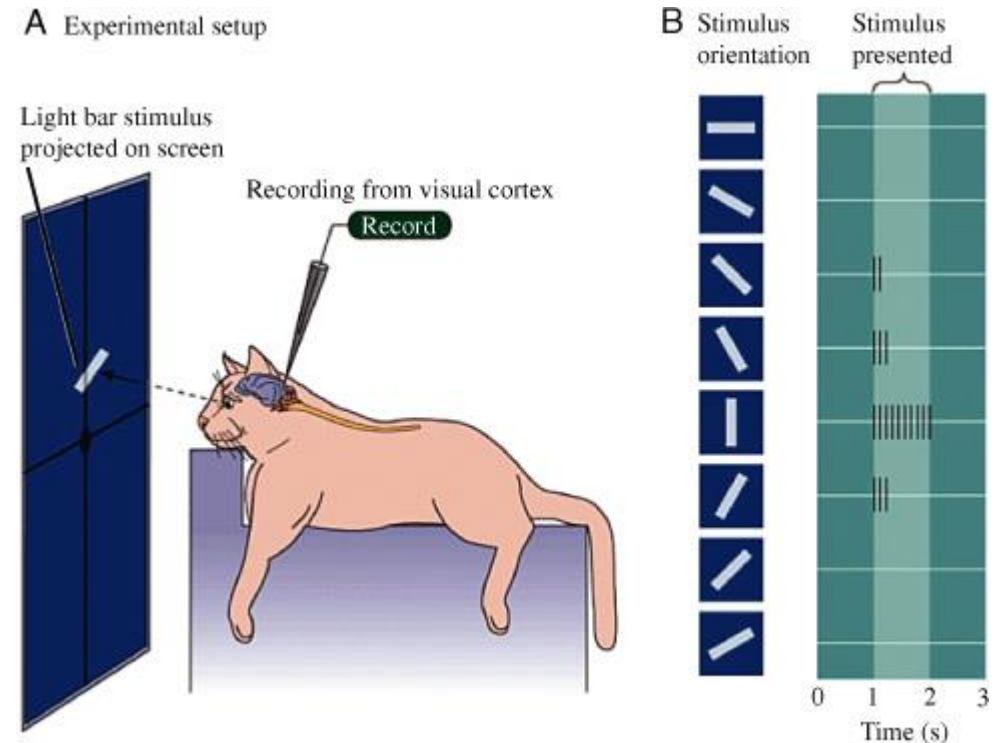 A Experimental setup
Light bar stimulus
projected on screen
Recording from visual cortex
Record
B Stimulus
orientation
Stimulus
presented
0 1 2 3
Time (s)